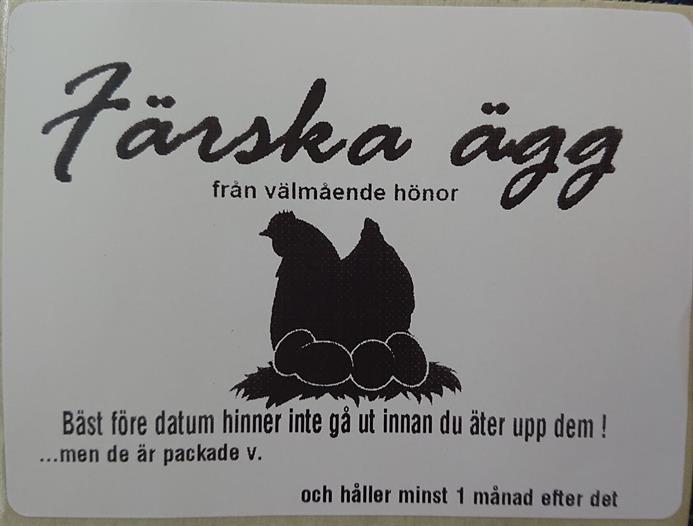 Färska ägg
från välmående hönor
Bäst före datum hinner inte gå ut innan du äter upp dem !
...men de är packade v.
och håller minst 1 månad efter det